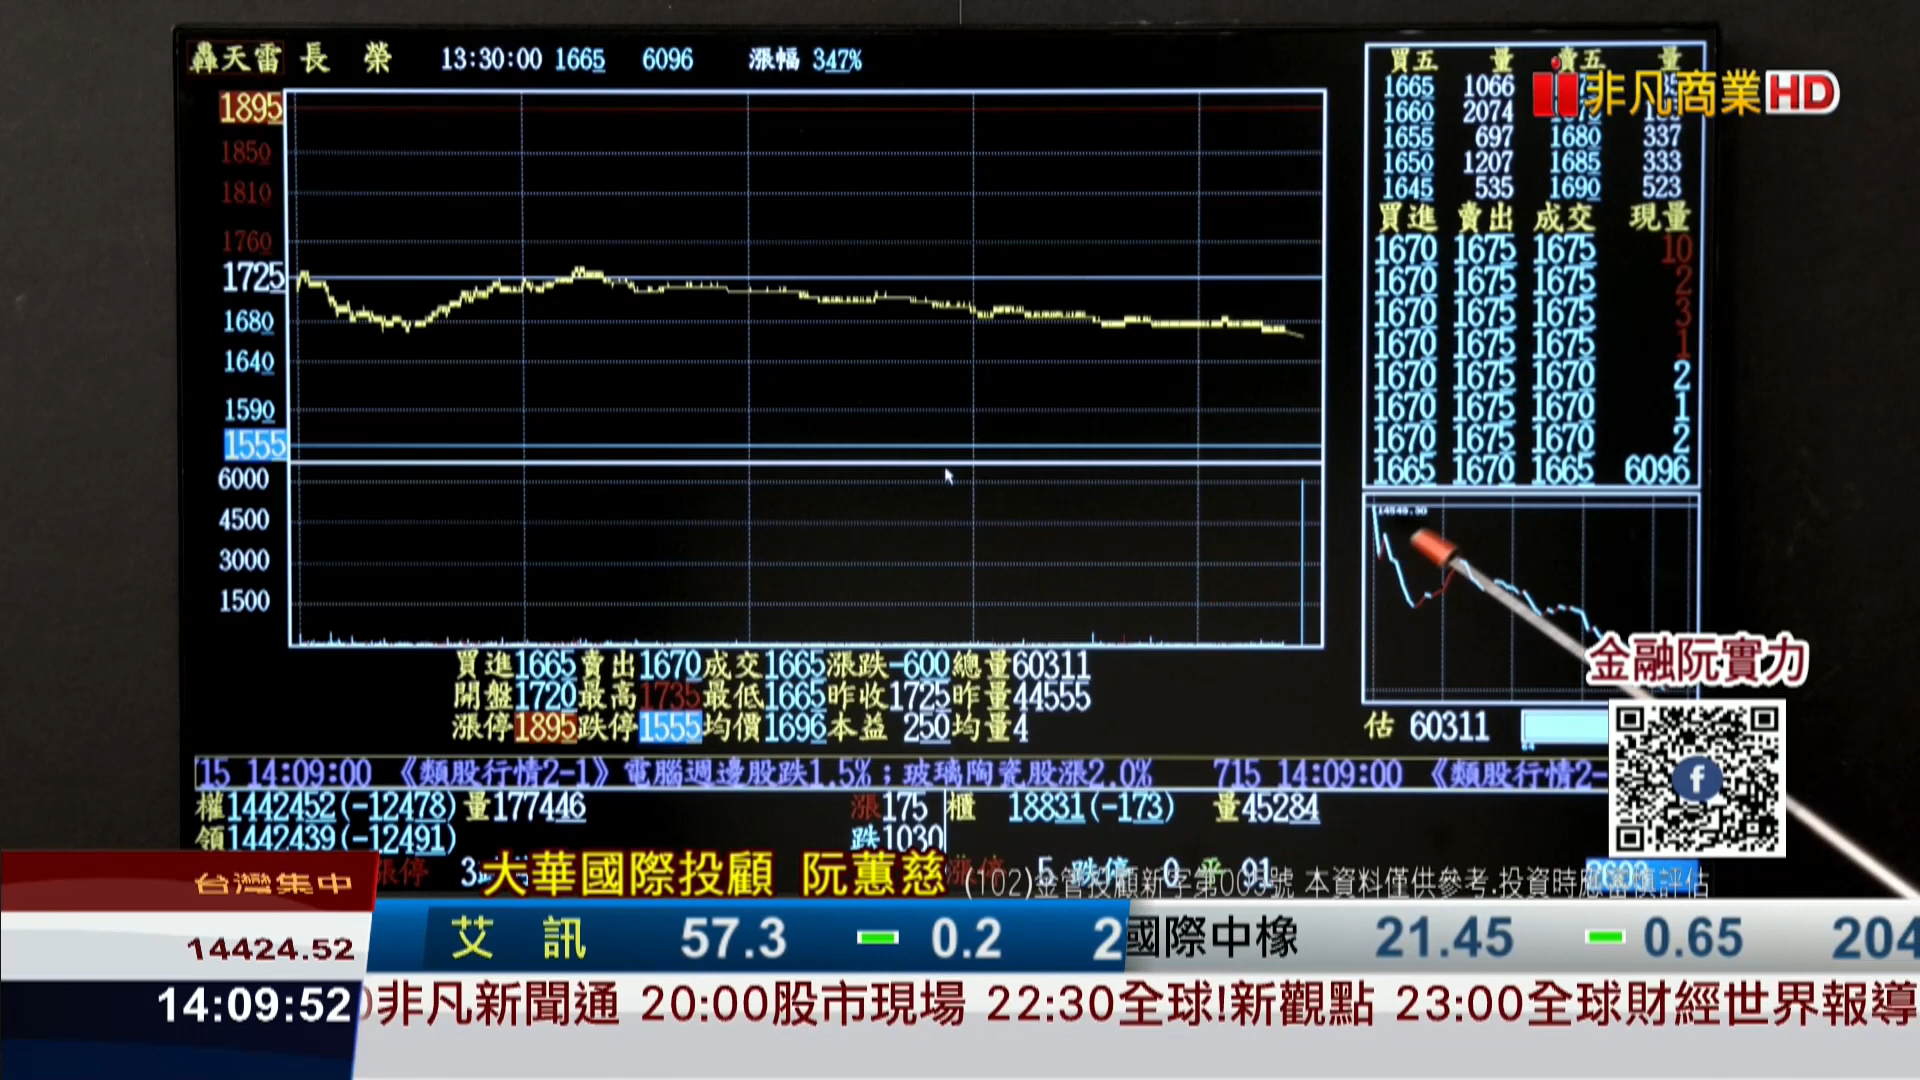 轟天雷 長 榮 13:30:00 1665 6096 漲幅 347%
1895
1850
1810
1760
1725
1680
1640
1590
1555
6000
4500
3000
1500
買五 量 賣五 量
1665 1066
1660 2074
1655 697 1680 337
1650 1207 1685 333
1645 535 1690 523
非凡商業HD
買進 賣出 成交 現量
1670 1675 1675 10
1670 1675 1675 2
1670 1675 1675 3
1670 1675 1675 1
1670 1675 1670 2
1670 1675 1670 1
1670 1675 1670 2
1665 1670 1665 6096
買進1665賣出1670成交1665漲跌-600總量60311
開盤1720最高1735最低1665昨收1725昨量44555
漲停1895跌停1555均價1696本益 250均量4
估 60311
金融阮實力
15 14:09:00 《類股行情2-1》電腦週邊股跌1.5%；玻璃陶瓷股漲2.0% 715 14:09:00 《類股行情2-
權1442452(-12478)量177446 漲175 櫃 18831(-173) 量45284
領1442439(-12491) 跌1030
漲停 5 跌停 0 平 91
大華國際投顧 阮蕙慈
本資料僅供參考.投資時應審慎評估
台灣集中
14424.52
14:09:52
艾 訊 57.3 0.2 2
國際中橡 21.45 0.65 204
非凡新聞通 20:00股市現場 22:30全球!新觀點 23:00全球財經世界報導